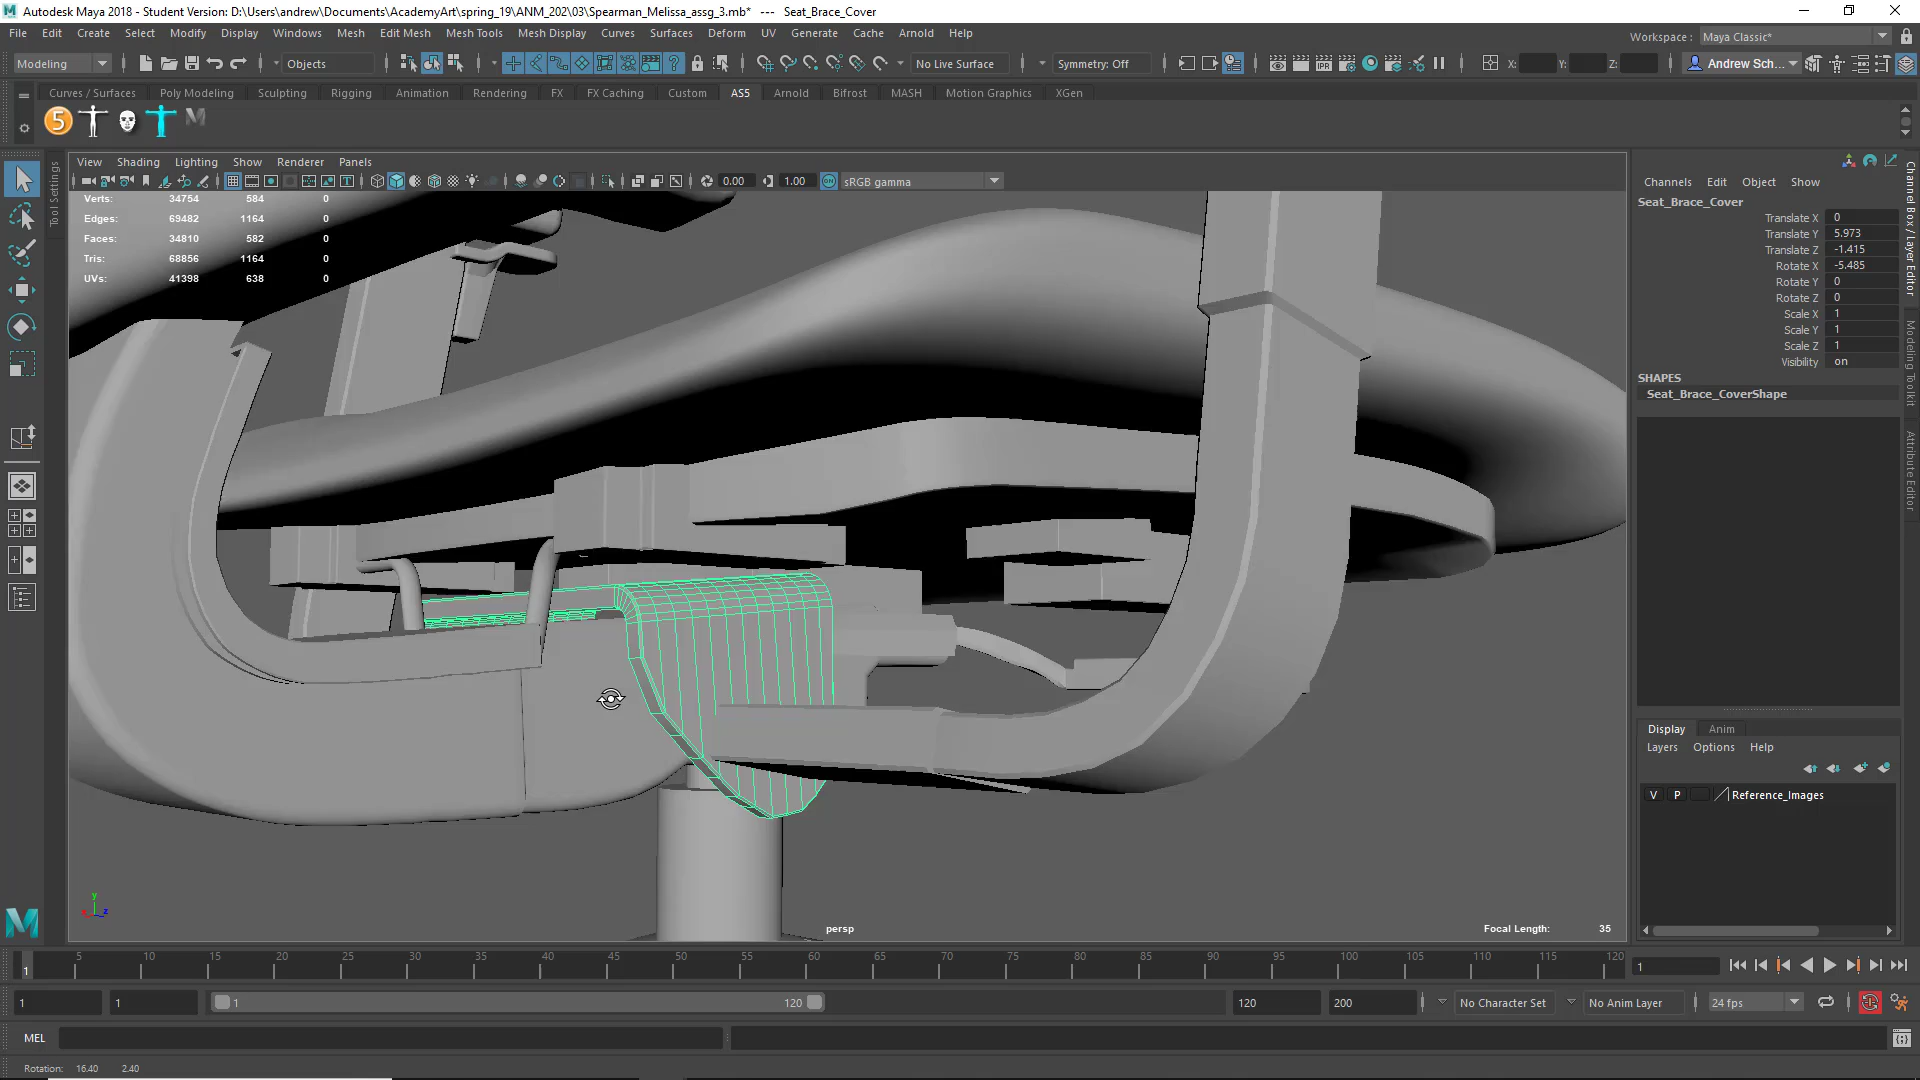 Autodesk Maya 2018 - Student Version: D:\Users\andrew\Documents\AcademyArt\spring_19\ANM_202\03\Spearman_Melissa_assg_3.mb* --- Seat_Brace_Cover
File Edit Create Select Modify Display Windows Mesh Edit Mesh Mesh Tools Mesh Display Curves Surfaces Deform UV Generate Cache Arnold Help
Workspace : Maya Classic*
Modeling Objects No Live Surface Symmetry: Off X: Y: Z: Andrew Sch...
Curves / Surfaces Poly Modeling Sculpting Rigging Animation Rendering FX FX Caching Custom AS5 Arnold Bifrost MASH Motion Graphics XGen
5
View Shading Lighting Show Renderer Panels
0.00 1.00 ON sRGB gamma
Verts: 34754 584 0
Edges: 69482 1164 0
Faces: 34810 582 0
Tris: 68856 1164 0
UVs: 41398 638 0
Tool Settings
persp
Focal Length: 35
Channels Edit Object Show
Seat_Brace_Cover
Translate X 0
Translate Y 5.973
Translate Z -1.415
Rotate X -5.485
Rotate Y 0
Rotate Z 0
Scale X 1
Scale Y 1
Scale Z 1
Visibility on
SHAPES
Seat_Brace_CoverShape
Channel Box / Layer Editor
Modeling Toolkit
Attribute Editor
Display Anim
Layers Options Help
V P Reference_Images
1 5 10 15 20 25 30 35 40 45 50 55 60 65 70 75 80 85 90 95 100 105 110 115 120
1
1 1 1 120 120 200 No Character Set No Anim Layer 24 fps
MEL
Rotation: 16.40 2.40